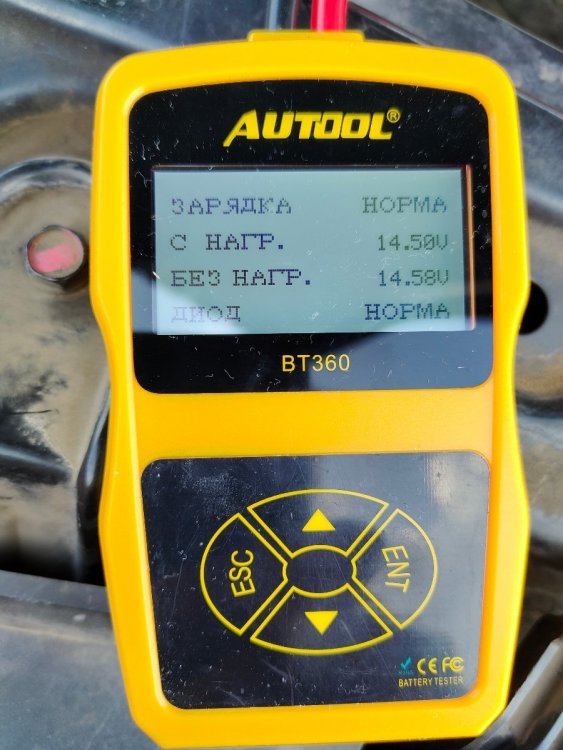 AUTOOL®
ЗАРЯДКА НОРМА
С НАГР. 14.50V
БЕЗ НАГР. 14.58V
ДИОД НОРМА
BT360
ESC
ENT
CE FC
BATTERY TESTER